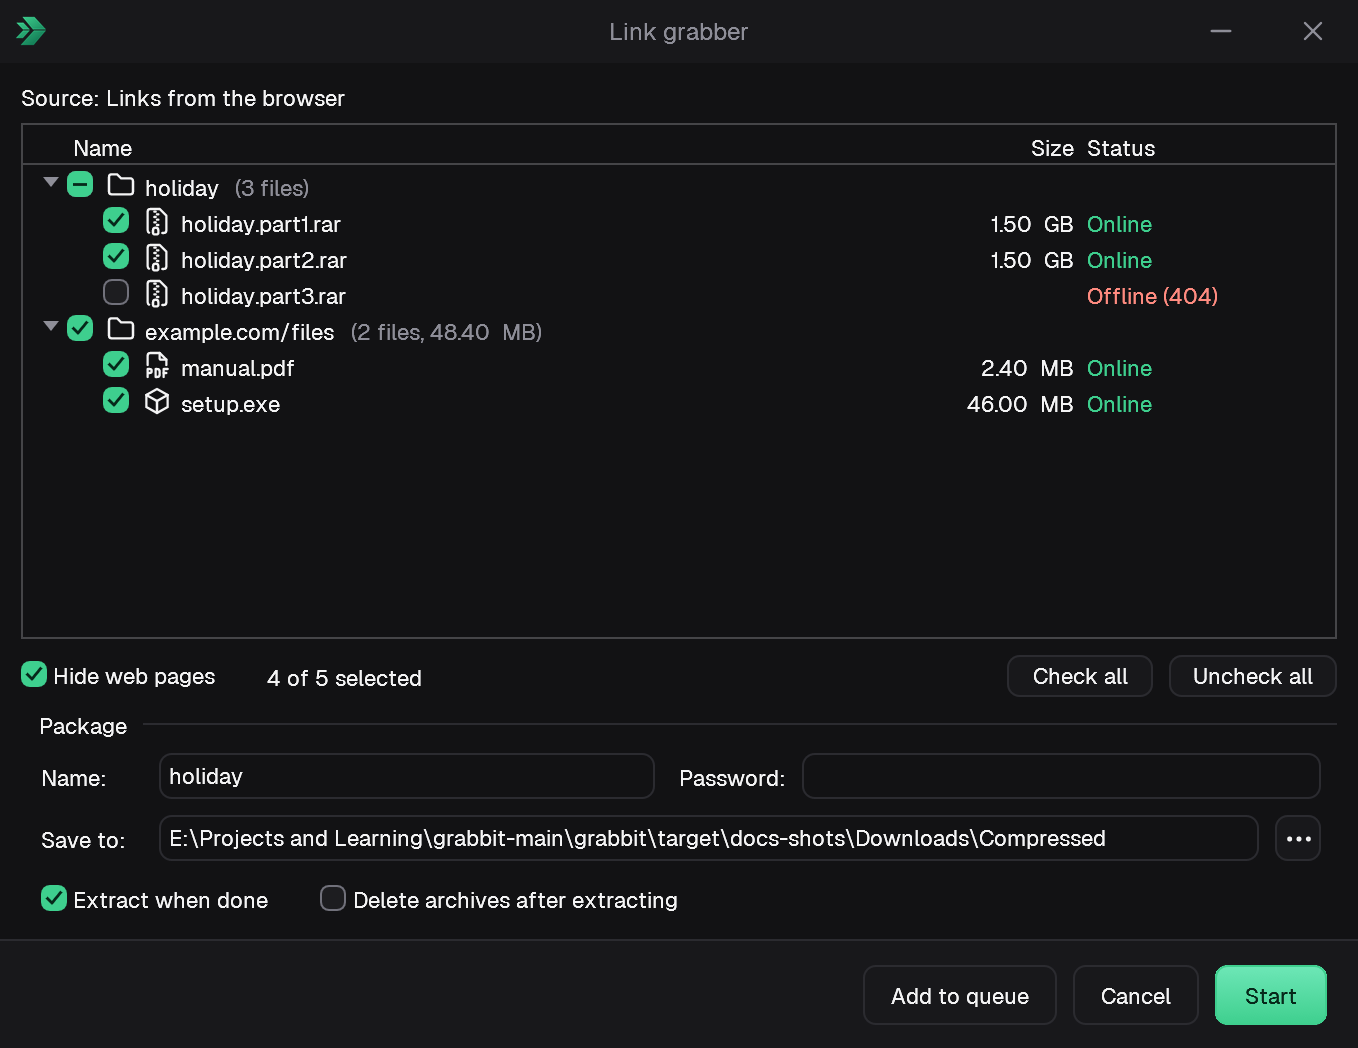 Link grabber
Source: Links from the browser
Name Size Status
holiday (3 files)
holiday.part1.rar 1.50 GB Online
holiday.part2.rar 1.50 GB Online
holiday.part3.rar Offline (404)
example.com/files (2 files, 48.40 MB)
PDF manual.pdf 2.40 MB Online
setup.exe 46.00 MB Online
Hide web pages 4 of 5 selected Check all Uncheck all
Package
Name: holiday Password:
Save to: E:\Projects and Learning\grabbit-main\grabbit\target\docs-shots\Downloads\Compressed
Extract when done Delete archives after extracting
Add to queue Cancel Start